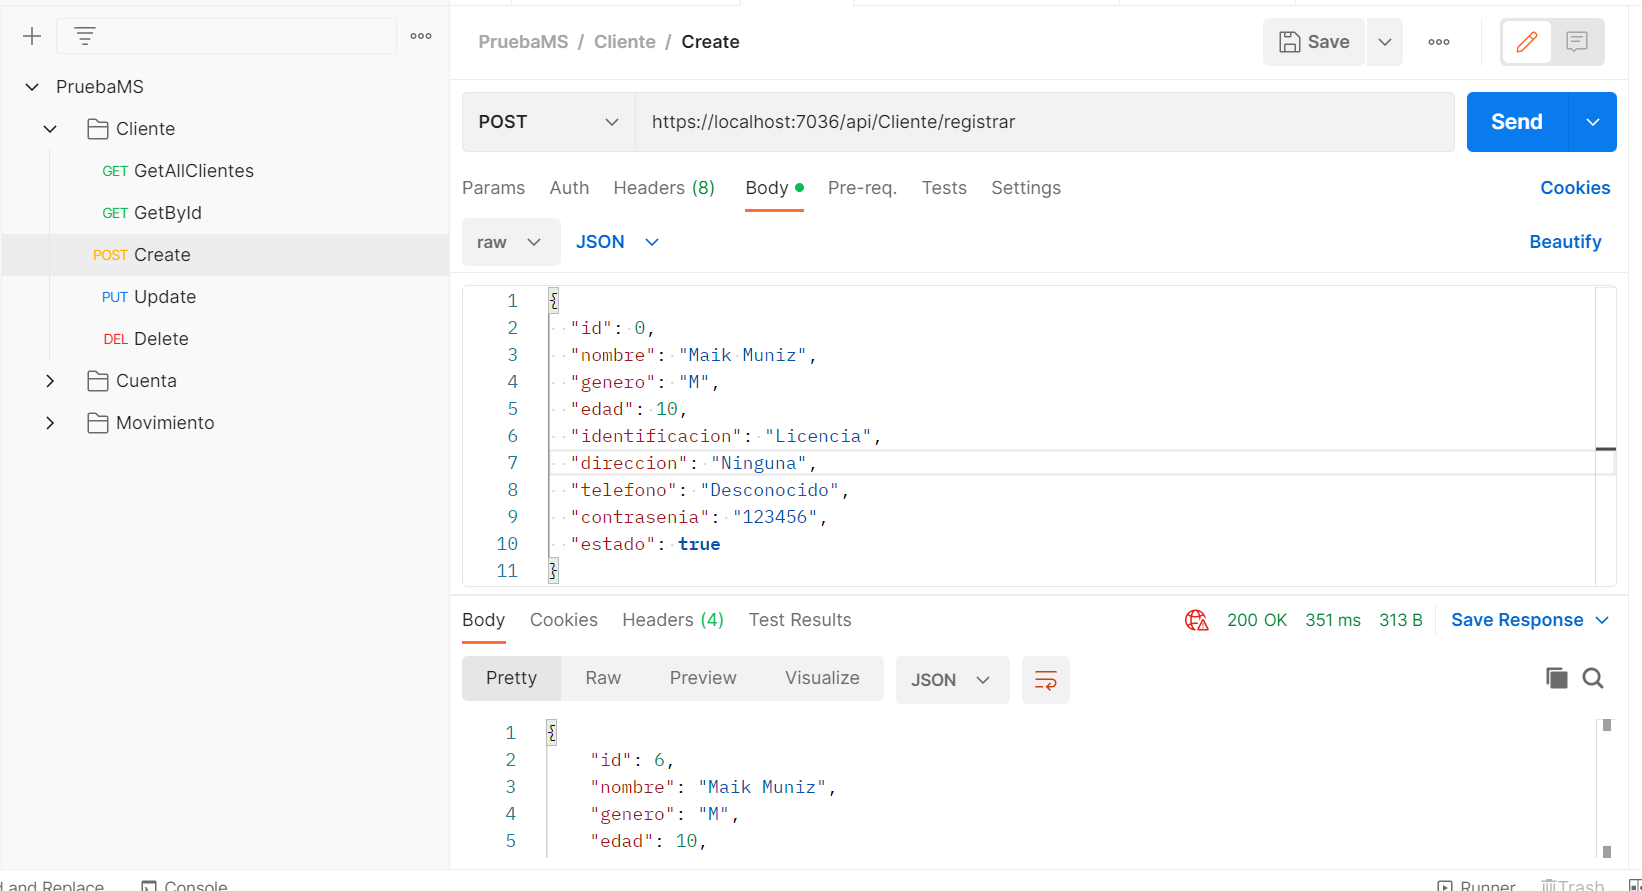 PruebaMS
Cliente
GET GetAllClientes
GET GetById
POST Create
PUT Update
DEL Delete
Cuenta
Movimiento
PruebaMS / Cliente / Create
Save
POST
https://localhost:7036/api/Cliente/registrar
Send
Params Auth Headers (8) Body Pre-req. Tests Settings Cookies
raw JSON Beautify
1 {
2 "id": 0,
3 "nombre": "Maik Muniz",
4 "genero": "M",
5 "edad": 10,
6 "identificacion": "Licencia",
7 "direccion": "Ninguna",
8 "telefono": "Desconocido",
9 "contrasenia": "123456",
10 "estado": true
11 }
Body Cookies Headers (4) Test Results 200 OK 351 ms 313 B Save Response
Pretty Raw Preview Visualize JSON
1 {
2 "id": 6,
3 "nombre": "Maik Muniz",
4 "genero": "M",
5 "edad": 10,
and Replace Console Runner Trash